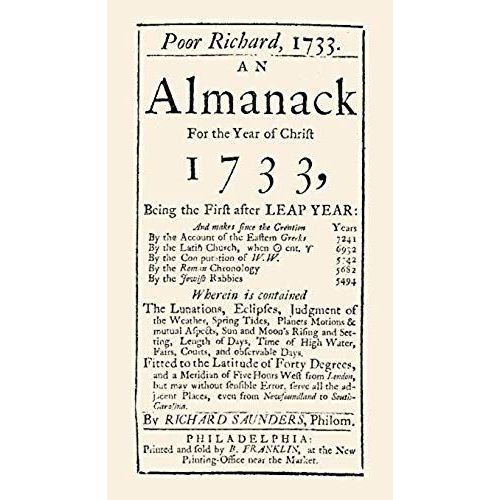 Poor Richard, 1733.
AN
Almanack
For the Year of Chriſt
1733,
Being the Firſt after LEAP YEAR:
And makes ſince the Creation Years
By the Account of the Eaſtern Greeks 7241
By the Latin Church, when ☉ ent. ♈ 6932
By the Computation of W.W. 5742
By the Roman Chronology 5682
By the Jewiſh Rabbies 5494
Wherein is contained
The Lunations, Eclipſes, Judgment of
the Weather, Spring Tides, Planets Motions &
mutual Aſpects, Sun and Moon's Riſing and Set-
ting, Length of Days, Time of High Water,
Fairs, Courts, and obſervable Days.
Fitted to the Latitude of Forty Degrees,
and a Meridian of Five Hours Weſt from London,
but may without ſenſible Error, ſerve all the ad-
jacent Places, even from Newfoundland to South-
Carolina.
By RICHARD SAUNDERS, Philom.
PHILADELPHIA:
Printed and ſold by B. FRANKLIN, at the New
Printing-Office near the Market.